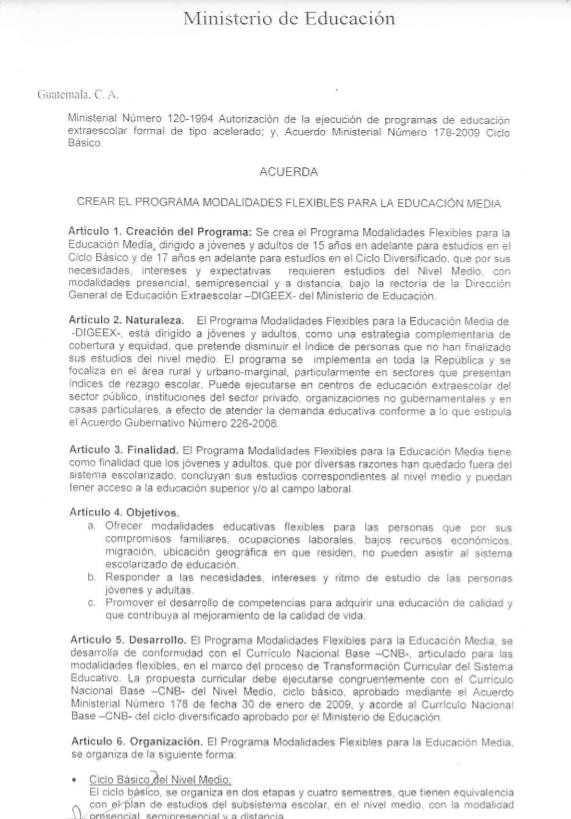 Ministerio de Educación
Guatemala, C. A.
Ministerial Número 120-1994 Autorización de la ejecución de programas de educación
extraescolar formal de tipo acelerado; y, Acuerdo Ministerial Número 178-2009 Ciclo
Básico
ACUERDA
CREAR EL PROGRAMA MODALIDADES FLEXIBLES PARA LA EDUCACIÓN MEDIA
Artículo 1. Creación del Programa: Se crea el Programa Modalidades Flexibles para la
Educación Media, dirigido a jóvenes y adultos de 15 años en adelante para estudios en el
Ciclo Básico y de 17 años en adelante para estudios en el Ciclo Diversificado, que por sus
necesidades, intereses y expectativas requieren estudios del Nivel Medio, con
modalidades presencial, semipresencial y a distancia, bajo la rectoría de la Dirección
General de Educación Extraescolar –DIGEEX- del Ministerio de Educación.
Artículo 2. Naturaleza. El Programa Modalidades Flexibles para la Educación Media de
-DIGEEX-, está dirigido a jóvenes y adultos, como una estrategia complementaria de
cobertura y equidad, que pretende disminuir el índice de personas que no han finalizado
sus estudios del nivel medio. El programa se implementa en toda la República y se
focaliza en el área rural y urbano-marginal, particularmente en sectores que presentan
índices de rezago escolar. Puede ejecutarse en centros de educación extraescolar del
sector público, instituciones del sector privado, organizaciones no gubernamentales y en
casas particulares, a efecto de atender la demanda educativa conforme a lo que estipula
el Acuerdo Gubernativo Número 226-2008.
Artículo 3. Finalidad. El Programa Modalidades Flexibles para la Educación Media tiene
como finalidad que los jóvenes y adultos, que por diversas razones han quedado fuera del
sistema escolarizado, concluyan sus estudios correspondientes al nivel medio y puedan
tener acceso a la educación superior y/o al campo laboral.
Artículo 4. Objetivos.
a. Ofrecer modalidades educativas flexibles para las personas que por sus
compromisos familiares, ocupaciones laborales, bajos recursos económicos,
migración, ubicación geográfica en que residen, no pueden asistir al sistema
escolarizado de educación.
b. Responder a las necesidades, intereses y ritmo de estudio de las personas
jóvenes y adultas.
c. Promover el desarrollo de competencias para adquirir una educación de calidad y
que contribuya al mejoramiento de la calidad de vida.
Artículo 5. Desarrollo. El Programa Modalidades Flexibles para la Educación Media, se
desarrolla de conformidad con el Currículo Nacional Base –CNB-, articulado para las
modalidades flexibles, en el marco del proceso de Transformación Curricular del Sistema
Educativo. La propuesta curricular debe ejecutarse congruentemente con el Currículo
Nacional Base –CNB- del Nivel Medio, ciclo básico, aprobado mediante el Acuerdo
Ministerial Número 178 de fecha 30 de enero de 2009, y acorde al Currículo Nacional
Base –CNB- del ciclo diversificado aprobado por el Ministerio de Educación.
Artículo 6. Organización. El Programa Modalidades Flexibles para la Educación Media,
se organiza de la siguiente forma:
• Ciclo Básico del Nivel Medio:
El ciclo básico, se organiza en dos etapas y cuatro semestres, que tienen equivalencia
con el plan de estudios del subsistema escolar, en el nivel medio, con la modalidad
presencial, semipresencial y a distancia.